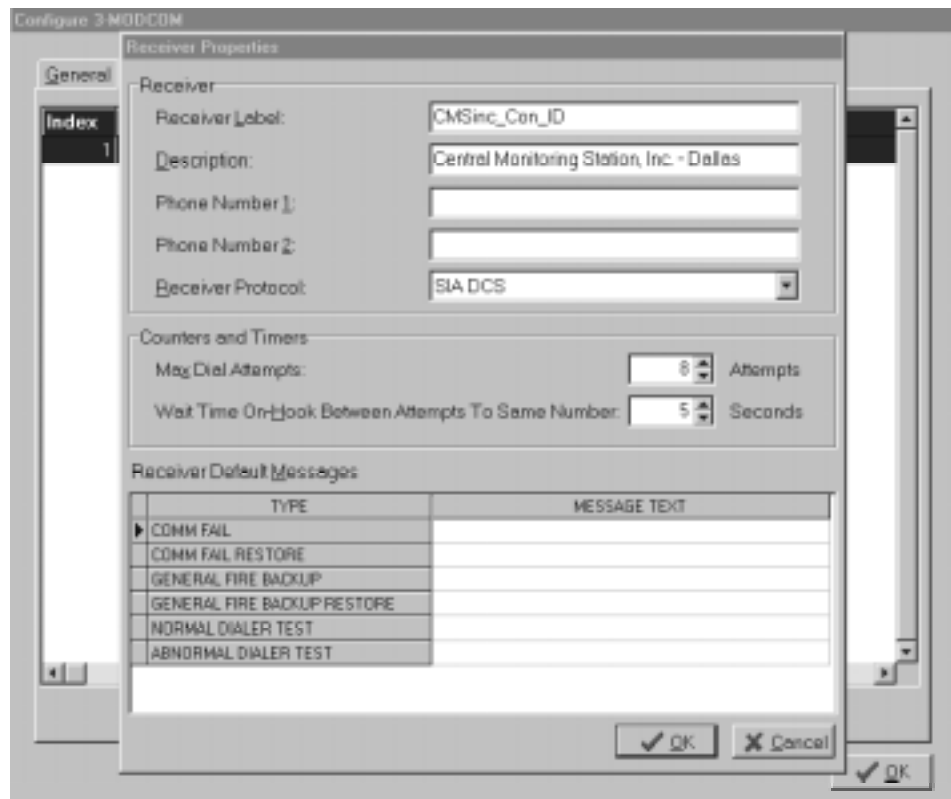 Configure 3-MODCOM
Receiver Properties
General
Index
1
Receiver
Receiver Label: CMSinc_Con_ID
Description: Central Monitoring Station, Inc. - Dallas
Phone Number 1:
Phone Number 2:
Receiver Protocol: SIA DCS
Counters and Timers
Max Dial Attempts: 8 Attempts
Wait Time On-Hook Between Attempts To Same Number: 5 Seconds
Receiver Default Messages
TYPE MESSAGE TEXT
COMM FAIL
COMM FAIL RESTORE
GENERAL FIRE BACKUP
GENERAL FIRE BACKUP RESTORE
NORMAL DIALER TEST
ABNORMAL DIALER TEST
OK Cancel
OK